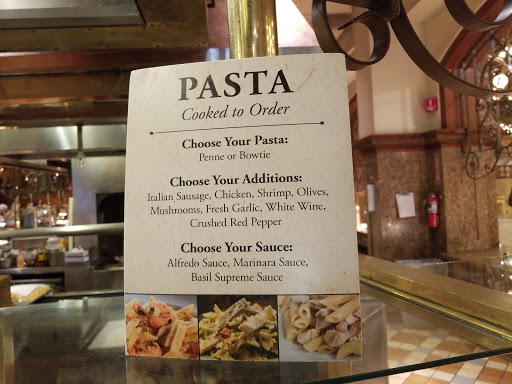 PASTA
Cooked to Order
Choose Your Pasta:
Penne or Bowtie
Choose Your Additions:
Italian Sausage, Chicken, Shrimp, Olives,
Mushrooms, Fresh Garlic, White Wine,
Crushed Red Pepper
Choose Your Sauce:
Alfredo Sauce, Marinara Sauce,
Basil Supreme Sauce